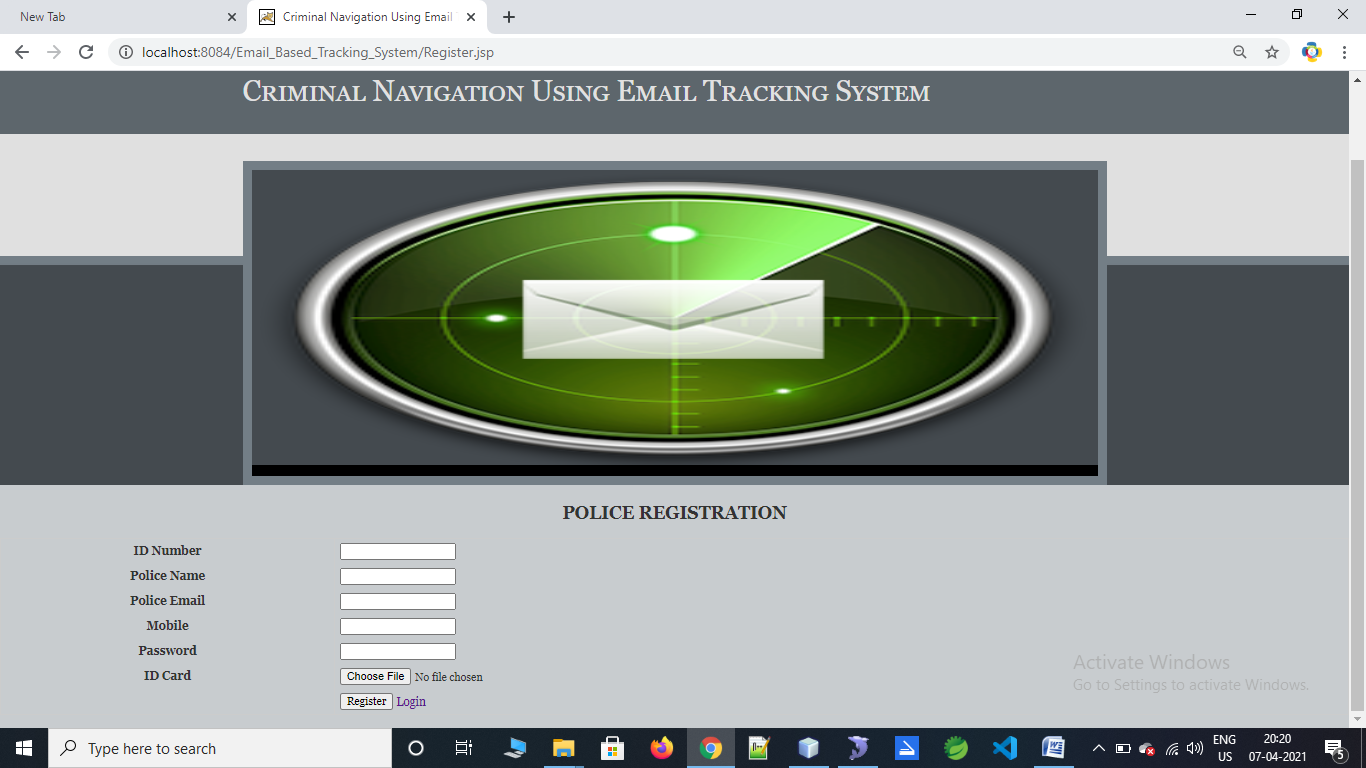 New Tab
Criminal Navigation Using Email
localhost:8084/Email_Based_Tracking_System/Register.jsp
Criminal Navigation Using Email Tracking System
POLICE REGISTRATION
ID Number
Police Name
Police Email
Mobile
Password
ID Card Choose File No file chosen
Register Login
Activate Windows
Go to Settings to activate Windows.
Type here to search
ENG
US
20:20
07-04-2021
5